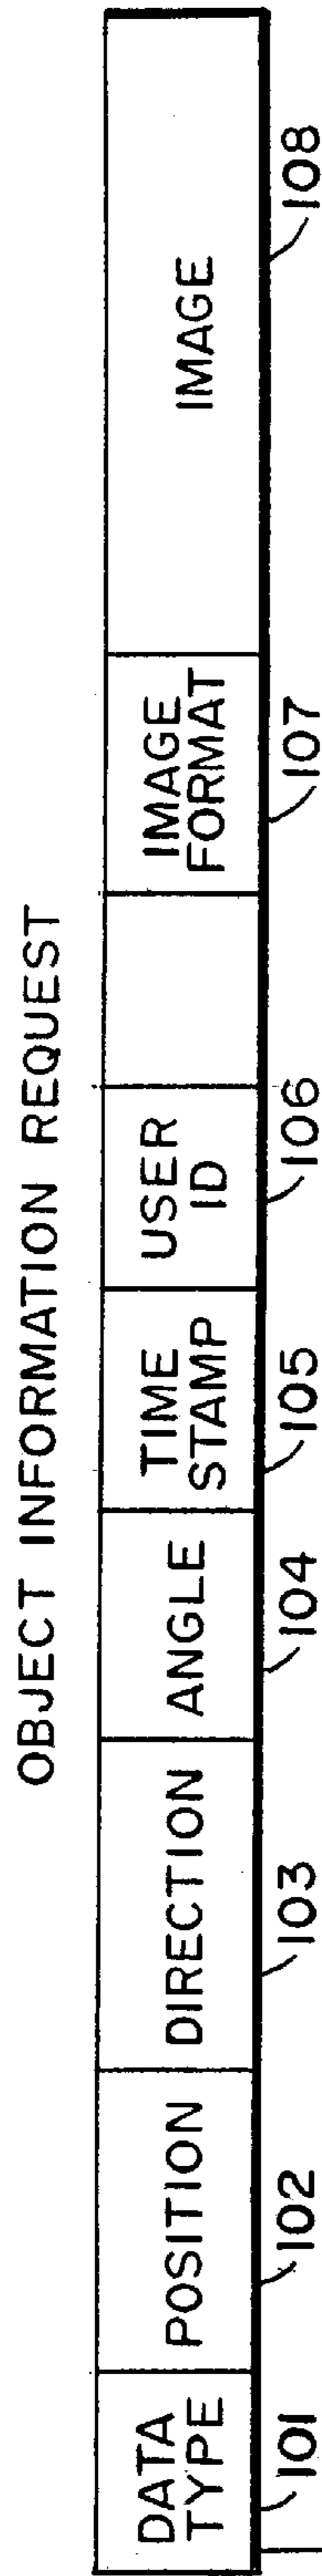 OBJECT INFORMATION REQUEST
DATA
TYPE
POSITION
DIRECTION
ANGLE
TIME
STAMP
USER
ID
IMAGE
FORMAT
IMAGE
101
102
103
104
105
106
107
108